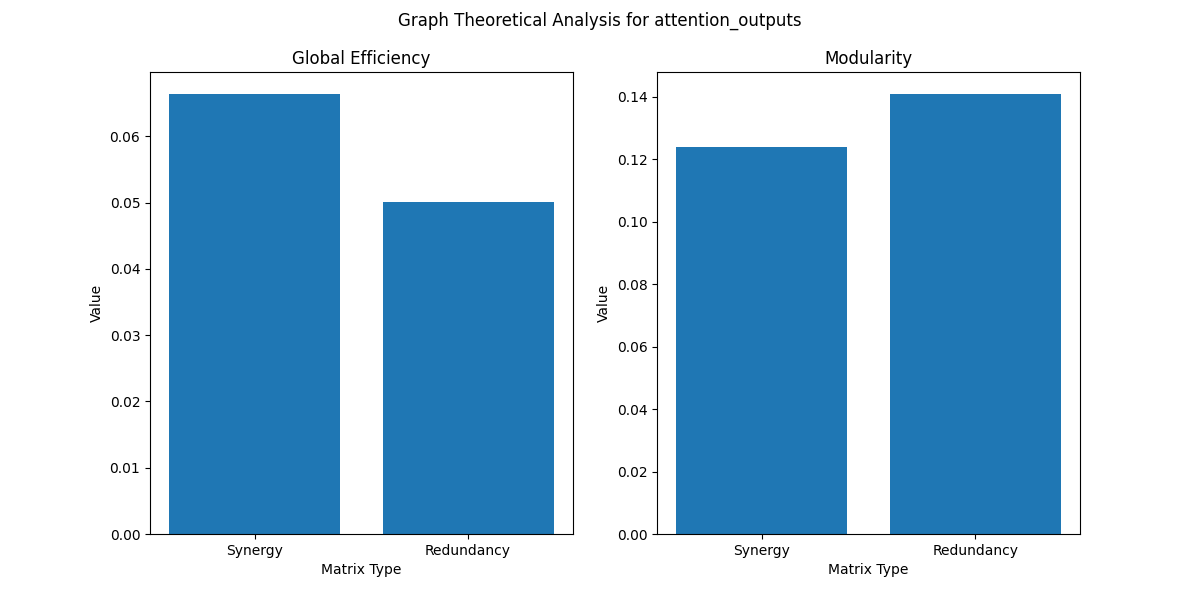 Graph Theoretical Analysis for attention_outputs
Global Efficiency
0.06
0.05
0.04
0.03
0.02
0.01
0.00
Value
Synergy
Redundancy
Matrix Type
Modularity
0.14
0.12
0.10
0.08
0.06
0.04
0.02
0.00
Value
Synergy
Redundancy
Matrix Type